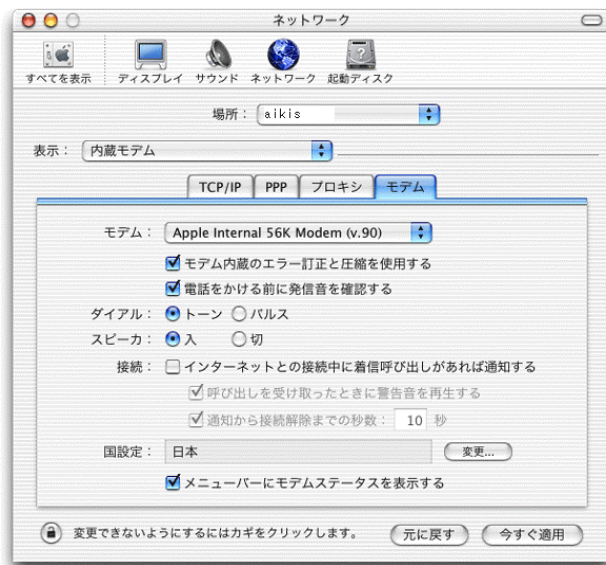 ネットワーク
すべてを表示 ディスプレイ サウンド ネットワーク 起動ディスク
場所： aikis
表示： 内蔵モデム
TCP/IP PPP プロキシ モデム
モデム： Apple Internal 56K Modem (v.90)
モデム内蔵のエラー訂正と圧縮を使用する
電話をかける前に発信音を確認する
ダイアル： トーン パルス
スピーカ： 入 切
接続： インターネットとの接続中に着信呼び出しがあれば通知する
呼び出しを受け取ったときに警告音を再生する
通知から接続解除までの秒数： 10 秒
国設定： 日本 変更...
メニューバーにモデムステータスを表示する
変更できないようにするにはカギをクリックします。 元に戻す 今すぐ適用